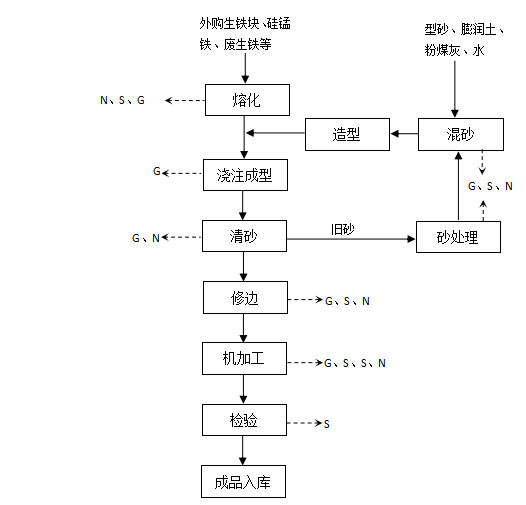 外购生铁块、硅锰
铁、废生铁等
型砂、膨润土、
粉煤灰、水
N、S、G
熔化
造型
混砂
G
浇注成型
G、S、N
G、N
清砂
旧砂
砂处理
修边
G、S、N
机加工
G、S、S、N
检验
S
成品入库